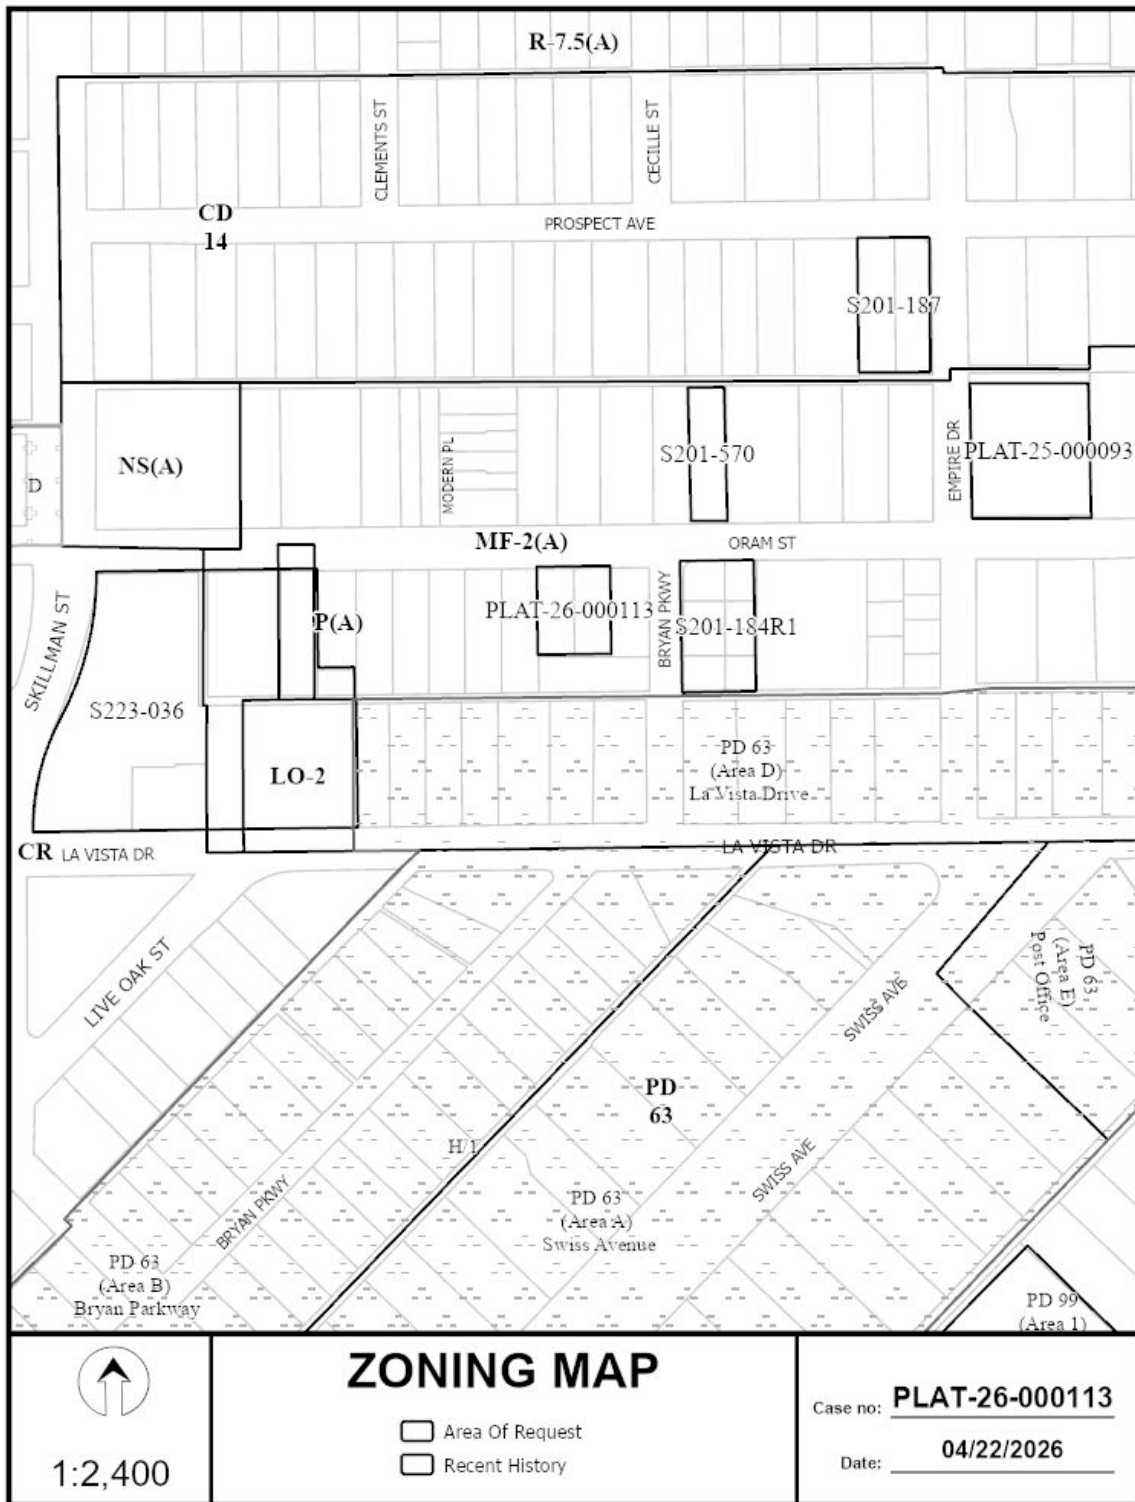 R-7.5(A)
CLEMENTS ST
CECILLE ST
CD
14
PROSPECT AVE
S201-187
NS(A)
D
MODERN PL
S201-570
EMPIRE DR
PLAT-25-000093
MF-2(A)
ORAM ST
SKILLMAN ST
P(A)
PLAT-26-000113
BRYAN PKWY
S201-184R1
S223-036
LO-2
PD 63
(Area D)
La Vista Drive
CR
LA VISTA DR
LA VISTA DR
LIVE OAK ST
SWISS AVE
PD 63
(Area E)
Post Office
PD
63
H/1
SWISS AVE
BRYAN PKWY
PD 63
(Area A)
Swiss Avenue
PD 63
(Area B)
Bryan Parkway
PD 99
(Area 1)
1:2,400
ZONING MAP
Area Of Request
Recent History
Case no: PLAT-26-000113
Date: 04/22/2026